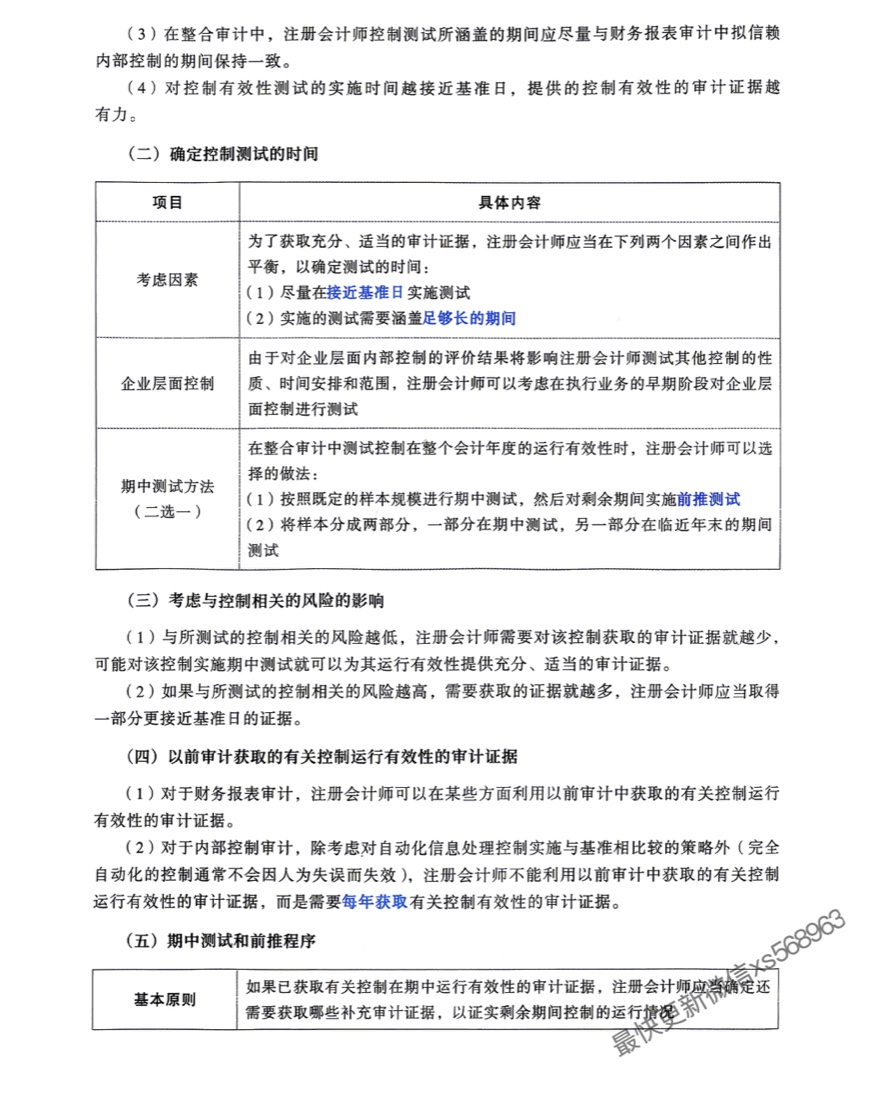 （3）在整合审计中，注册会计师控制测试所涵盖的期间应尽量与财务报表审计中拟信赖
内部控制的期间保持一致。
（4）对控制有效性测试的实施时间越接近基准日，提供的控制有效性的审计证据越
有力。
（二）确定控制测试的时间
项目
具体内容
考虑因素
为了获取充分、适当的审计证据，注册会计师应当在下列两个因素之间作出
平衡，以确定测试的时间：
（1）尽量在接近基准日实施测试
（2）实施的测试需要涵盖足够长的期间
企业层面控制
由于对企业层面内部控制的评价结果将影响注册会计师测试其他控制的性
质、时间安排和范围，注册会计师可以考虑在执行业务的早期阶段对企业层
面控制进行测试
期中测试方法
（二选一）
在整合审计中测试控制在整个会计年度的运行有效性时，注册会计师可以选
择的做法：
（1）按照既定的样本规模进行期中测试，然后对剩余期间实施前推测试
（2）将样本分成两部分，一部分在期中测试，另一部分在临近年末的期间
测试
（三）考虑与控制相关的风险的影响
（1）与所测试的控制相关的风险越低，注册会计师需要对该控制获取的审计证据就越少，
可能对该控制实施期中测试就可以为其运行有效性提供充分、适当的审计证据。
（2）如果与所测试的控制相关的风险越高，需要获取的证据就越多，注册会计师应当取得
一部分更接近基准日的证据。
（四）以前审计获取的有关控制运行有效性的审计证据
（1）对于财务报表审计，注册会计师可以在某些方面利用以前审计中获取的有关控制运行
有效性的审计证据。
（2）对于内部控制审计，除考虑对自动化信息处理控制实施与基准相比较的策略外（完全
自动化的控制通常不会因人为失误而失效），注册会计师不能利用以前审计中获取的有关控制
运行有效性的审计证据，而是需要每年获取有关控制有效性的审计证据。
（五）期中测试和前推程序
基本原则
如果已获取有关控制在期中运行有效性的审计证据，注册会计师应当确定还
需要获取哪些补充审计证据，以证实剩余期间控制的运行情况
最快更新微信xs568963